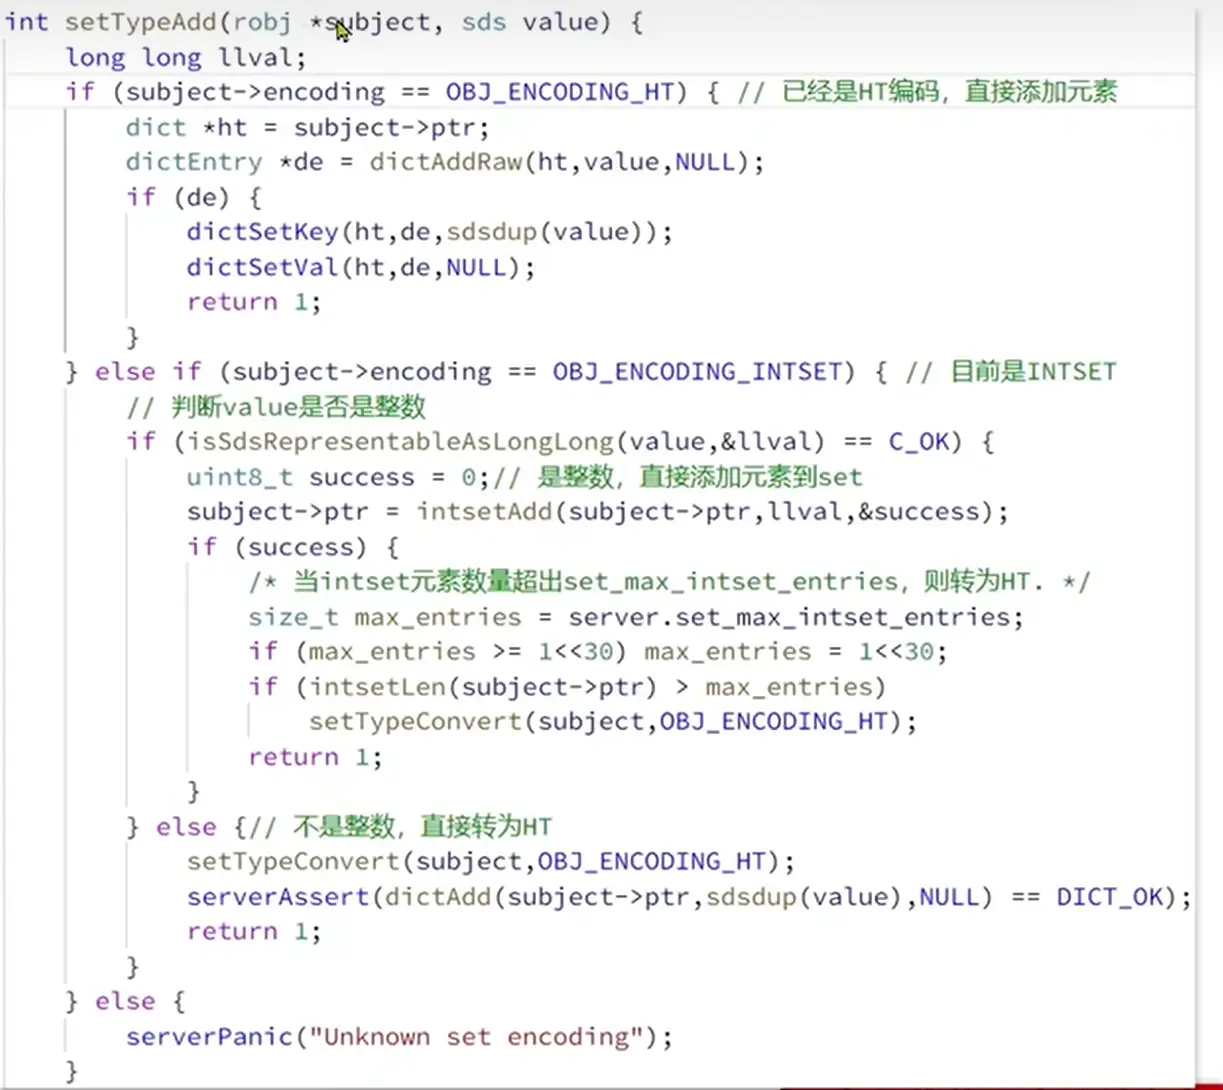 int setTypeAdd(robj *subject, sds value) {
    long long llval;
    if (subject->encoding == OBJ_ENCODING_HT) { // 已经是HT编码，直接添加元素
        dict *ht = subject->ptr;
        dictEntry *de = dictAddRaw(ht,value,NULL);
        if (de) {
            dictSetKey(ht,de,sdsdup(value));
            dictSetVal(ht,de,NULL);
            return 1;
        }
    } else if (subject->encoding == OBJ_ENCODING_INTSET) { // 目前是INTSET
        // 判断value是否是整数
        if (isSdsRepresentableAsLongLong(value,&llval) == C_OK) {
            uint8_t success = 0;// 是整数，直接添加元素到set
            subject->ptr = intsetAdd(subject->ptr,llval,&success);
            if (success) {
                /* 当intset元素数量超出set_max_intset_entries，则转为HT. */
                size_t max_entries = server.set_max_intset_entries;
                if (max_entries >= 1<<30) max_entries = 1<<30;
                if (intsetLen(subject->ptr) > max_entries)
                    setTypeConvert(subject,OBJ_ENCODING_HT);
                return 1;
            }
        } else {// 不是整数，直接转为HT
            setTypeConvert(subject,OBJ_ENCODING_HT);
            serverAssert(dictAdd(subject->ptr,sdsdup(value),NULL) == DICT_OK);
            return 1;
        }
    } else {
        serverPanic("Unknown set encoding");
    }